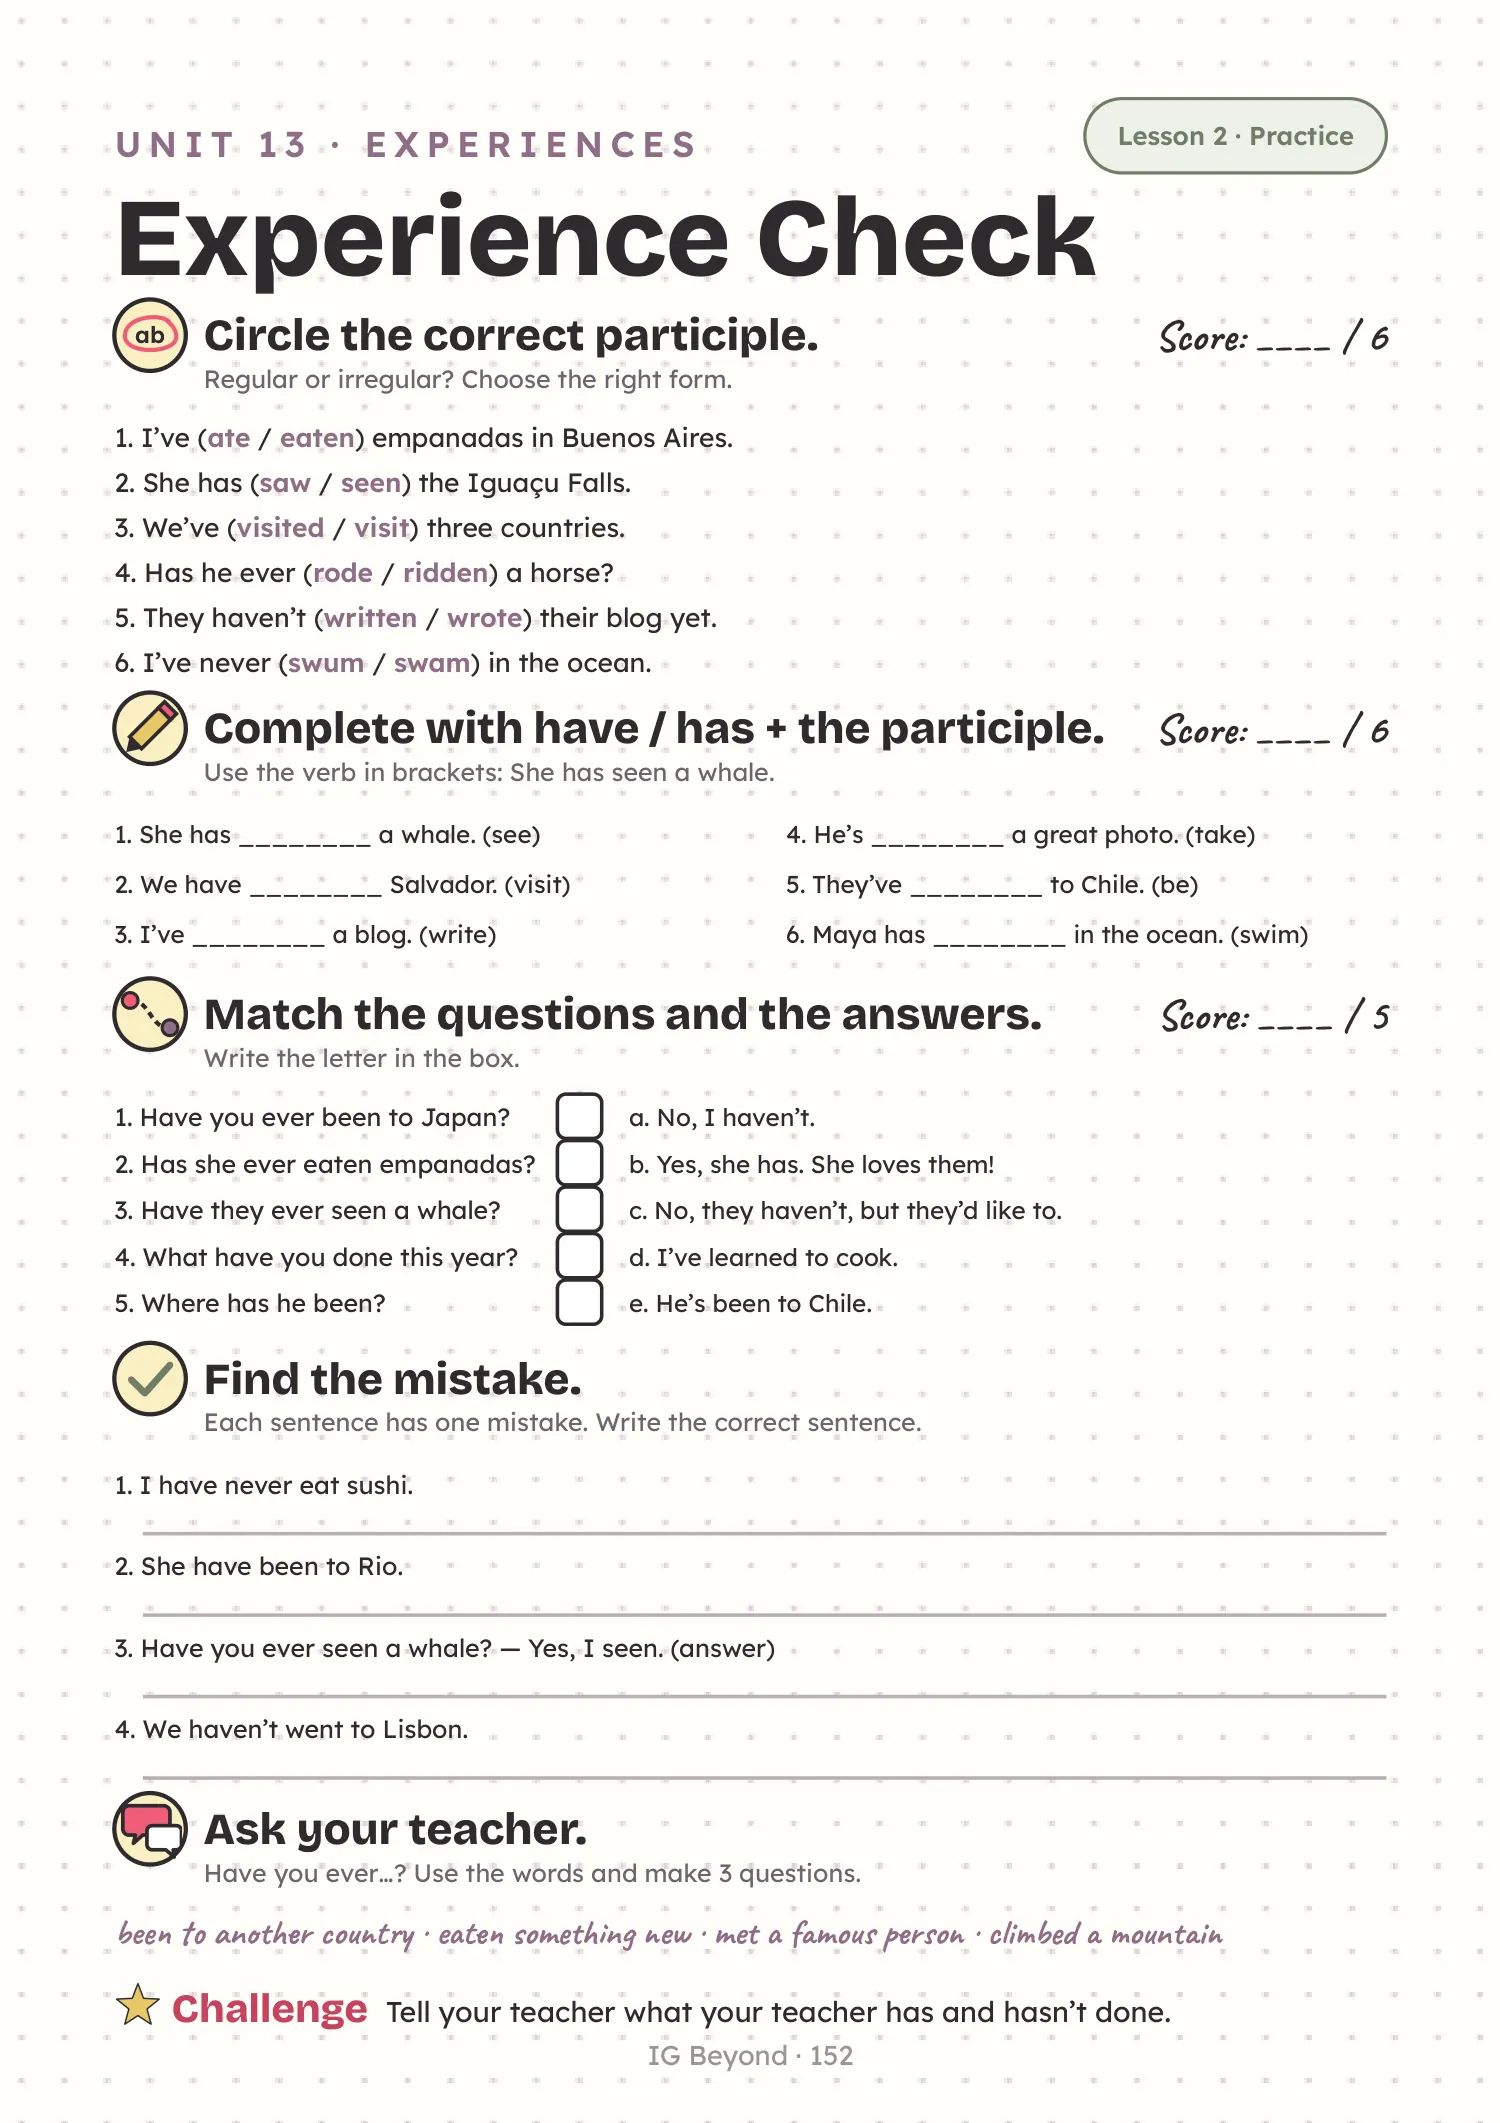 UNIT 13 · EXPERIENCES
Lesson 2 · Practice
Experience Check
ab
Circle the correct participle.
Score: ____ / 6
Regular or irregular? Choose the right form.
1. I’ve (ate / eaten) empanadas in Buenos Aires.
2. She has (saw / seen) the Iguaçu Falls.
3. We’ve (visited / visit) three countries.
4. Has he ever (rode / ridden) a horse?
5. They haven’t (written / wrote) their blog yet.
6. I’ve never (swum / swam) in the ocean.
Complete with have / has + the participle.
Score: ____ / 6
Use the verb in brackets: She has seen a whale.
1. She has ________ a whale. (see)
2. We have ________ Salvador. (visit)
3. I’ve ________ a blog. (write)
4. He’s ________ a great photo. (take)
5. They’ve ________ to Chile. (be)
6. Maya has ________ in the ocean. (swim)
Match the questions and the answers.
Score: ____ / 5
Write the letter in the box.
1. Have you ever been to Japan?
a. No, I haven’t.
2. Has she ever eaten empanadas?
b. Yes, she has. She loves them!
3. Have they ever seen a whale?
c. No, they haven’t, but they’d like to.
4. What have you done this year?
d. I’ve learned to cook.
5. Where has he been?
e. He’s been to Chile.
Find the mistake.
Each sentence has one mistake. Write the correct sentence.
1. I have never eat sushi.
2. She have been to Rio.
3. Have you ever seen a whale? — Yes, I seen. (answer)
4. We haven’t went to Lisbon.
Ask your teacher.
Have you ever...? Use the words and make 3 questions.
been to another country · eaten something new · met a famous person · climbed a mountain
Challenge Tell your teacher what your teacher has and hasn’t done.
IG Beyond · 152